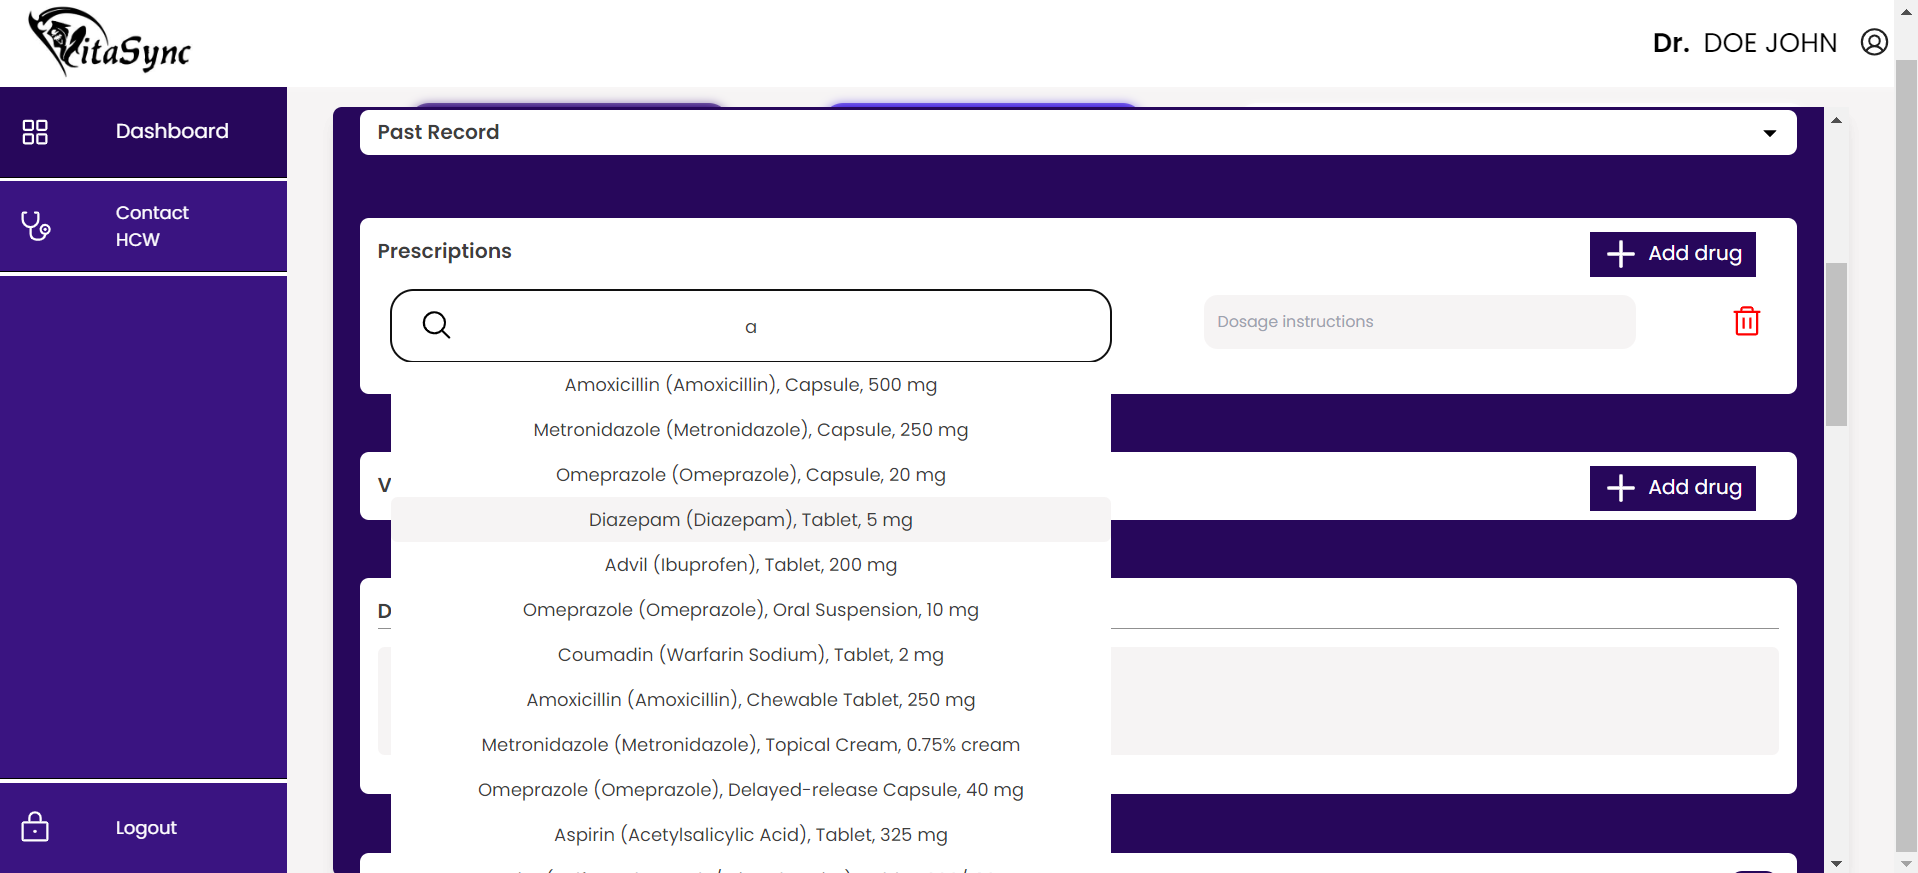 VitaSync
Dr. DOE JOHN
Dashboard
Contact
HCW
Logout
Past Record
Prescriptions
Add drug
a
Dosage instructions
Amoxicillin (Amoxicillin), Capsule, 500 mg
Metronidazole (Metronidazole), Capsule, 250 mg
Omeprazole (Omeprazole), Capsule, 20 mg
Diazepam (Diazepam), Tablet, 5 mg
Advil (Ibuprofen), Tablet, 200 mg
Omeprazole (Omeprazole), Oral Suspension, 10 mg
Coumadin (Warfarin Sodium), Tablet, 2 mg
Amoxicillin (Amoxicillin), Chewable Tablet, 250 mg
Metronidazole (Metronidazole), Topical Cream, 0.75% cream
Omeprazole (Omeprazole), Delayed-release Capsule, 40 mg
Aspirin (Acetylsalicylic Acid), Tablet, 325 mg
V
Add drug
D